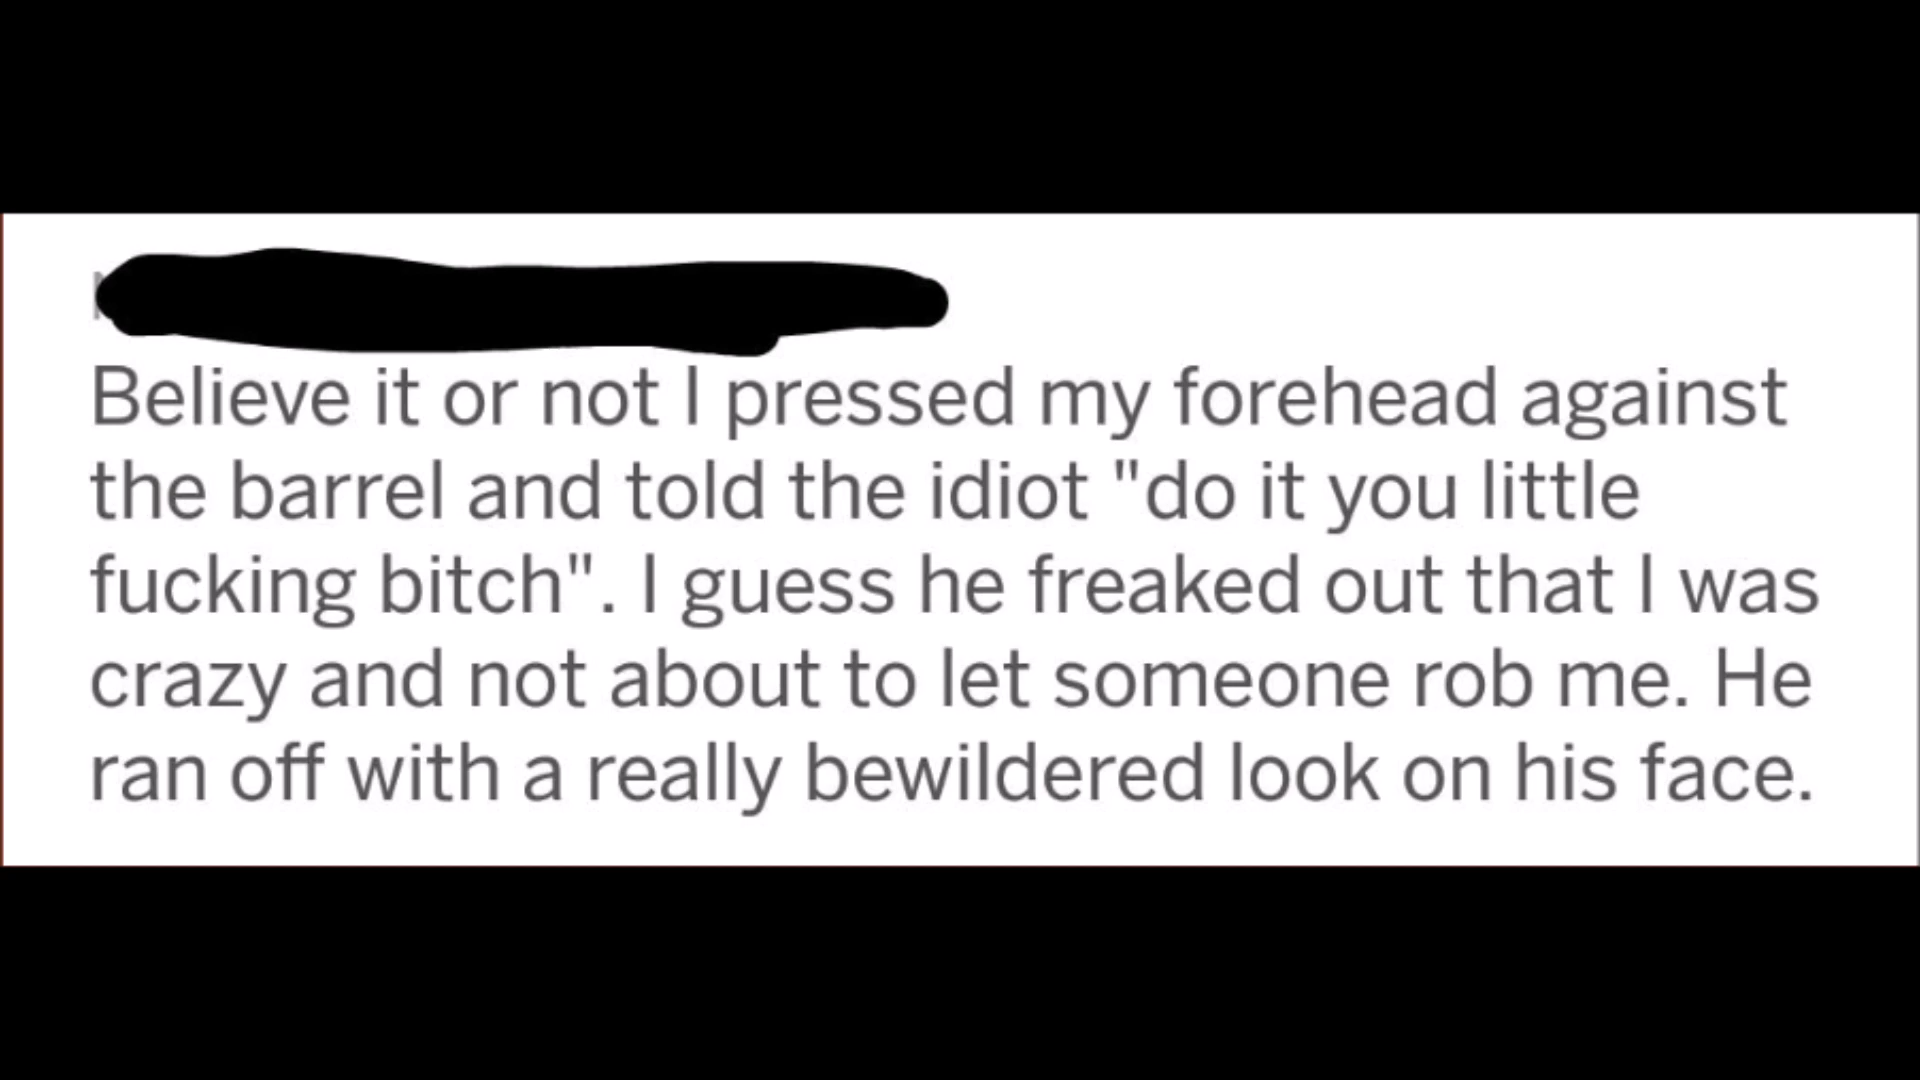 Believe it or not I pressed my forehead against
the barrel and told the idiot "do it you little
fucking bitch". I guess he freaked out that I was
crazy and not about to let someone rob me. He
ran off with a really bewildered look on his face.